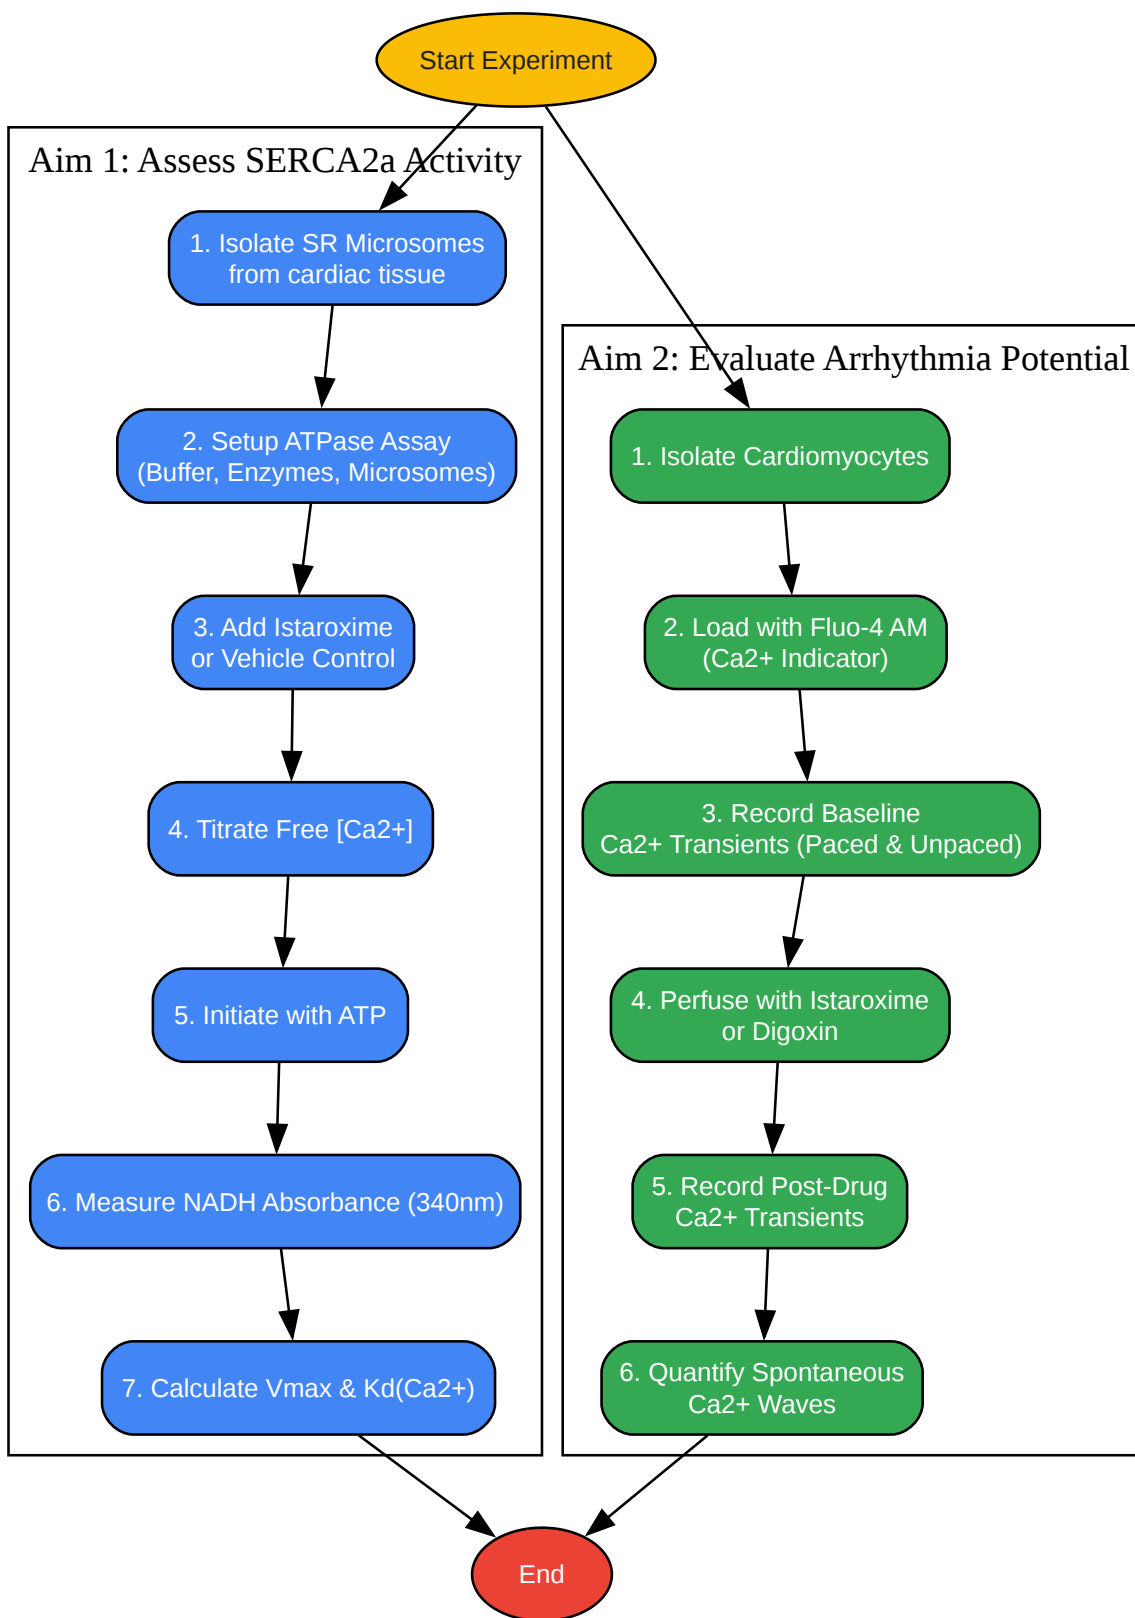 Start Experiment
Aim 1: Assess SERCA2a Activity
1. Isolate SR Microsomes
from cardiac tissue
2. Setup ATPase Assay
(Buffer, Enzymes, Microsomes)
3. Add Istaroxime
or Vehicle Control
4. Titrate Free [Ca2+]
5. Initiate with ATP
6. Measure NADH Absorbance (340nm)
7. Calculate Vmax & Kd(Ca2+)
Aim 2: Evaluate Arrhythmia Potential
1. Isolate Cardiomyocytes
2. Load with Fluo-4 AM
(Ca2+ Indicator)
3. Record Baseline
Ca2+ Transients (Paced & Unpaced)
4. Perfuse with Istaroxime
or Digoxin
5. Record Post-Drug
Ca2+ Transients
6. Quantify Spontaneous
Ca2+ Waves
End